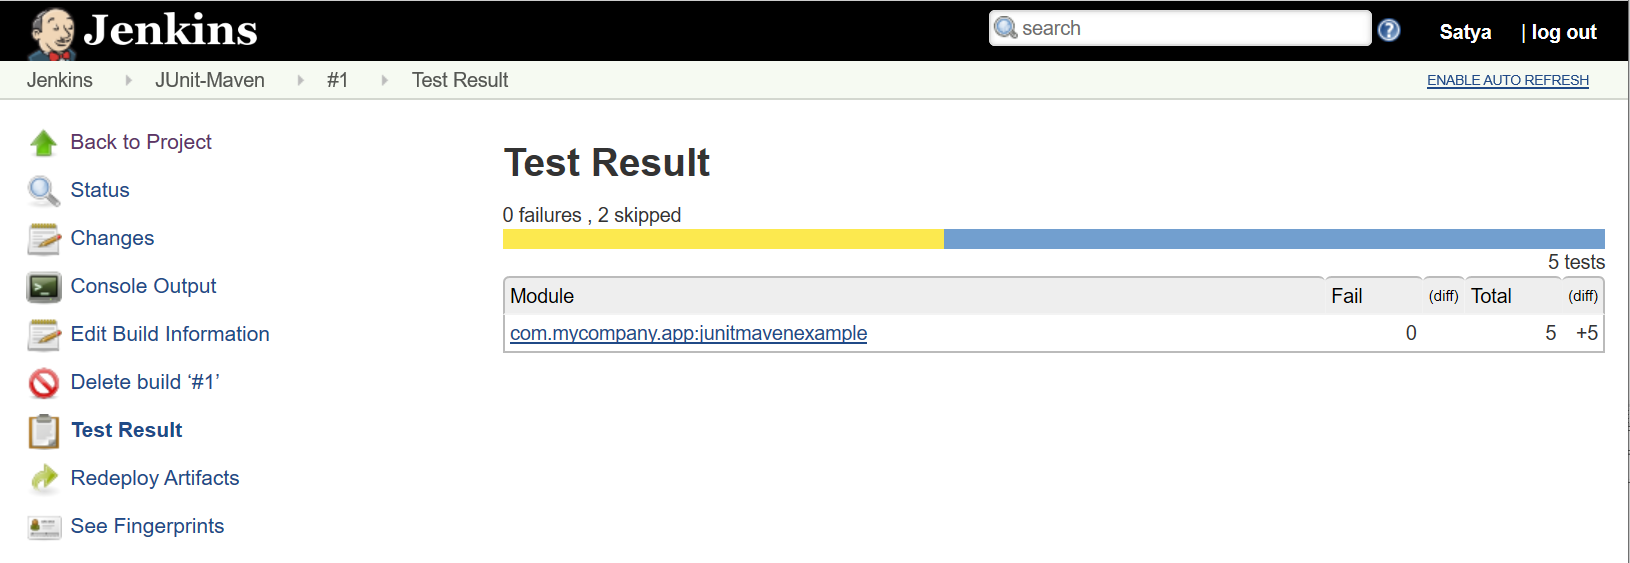 Jenkins
search
?
Satya | log out
Jenkins JUnit-Maven #1 Test Result
ENABLE AUTO REFRESH
Back to Project
Status
Changes
Console Output
Edit Build Information
Delete build ‘#1’
Test Result
Redeploy Artifacts
See Fingerprints
Test Result
0 failures , 2 skipped
5 tests
Module Fail (diff) Total (diff)
com.mycompany.app:junitmavenexample 0 5 +5